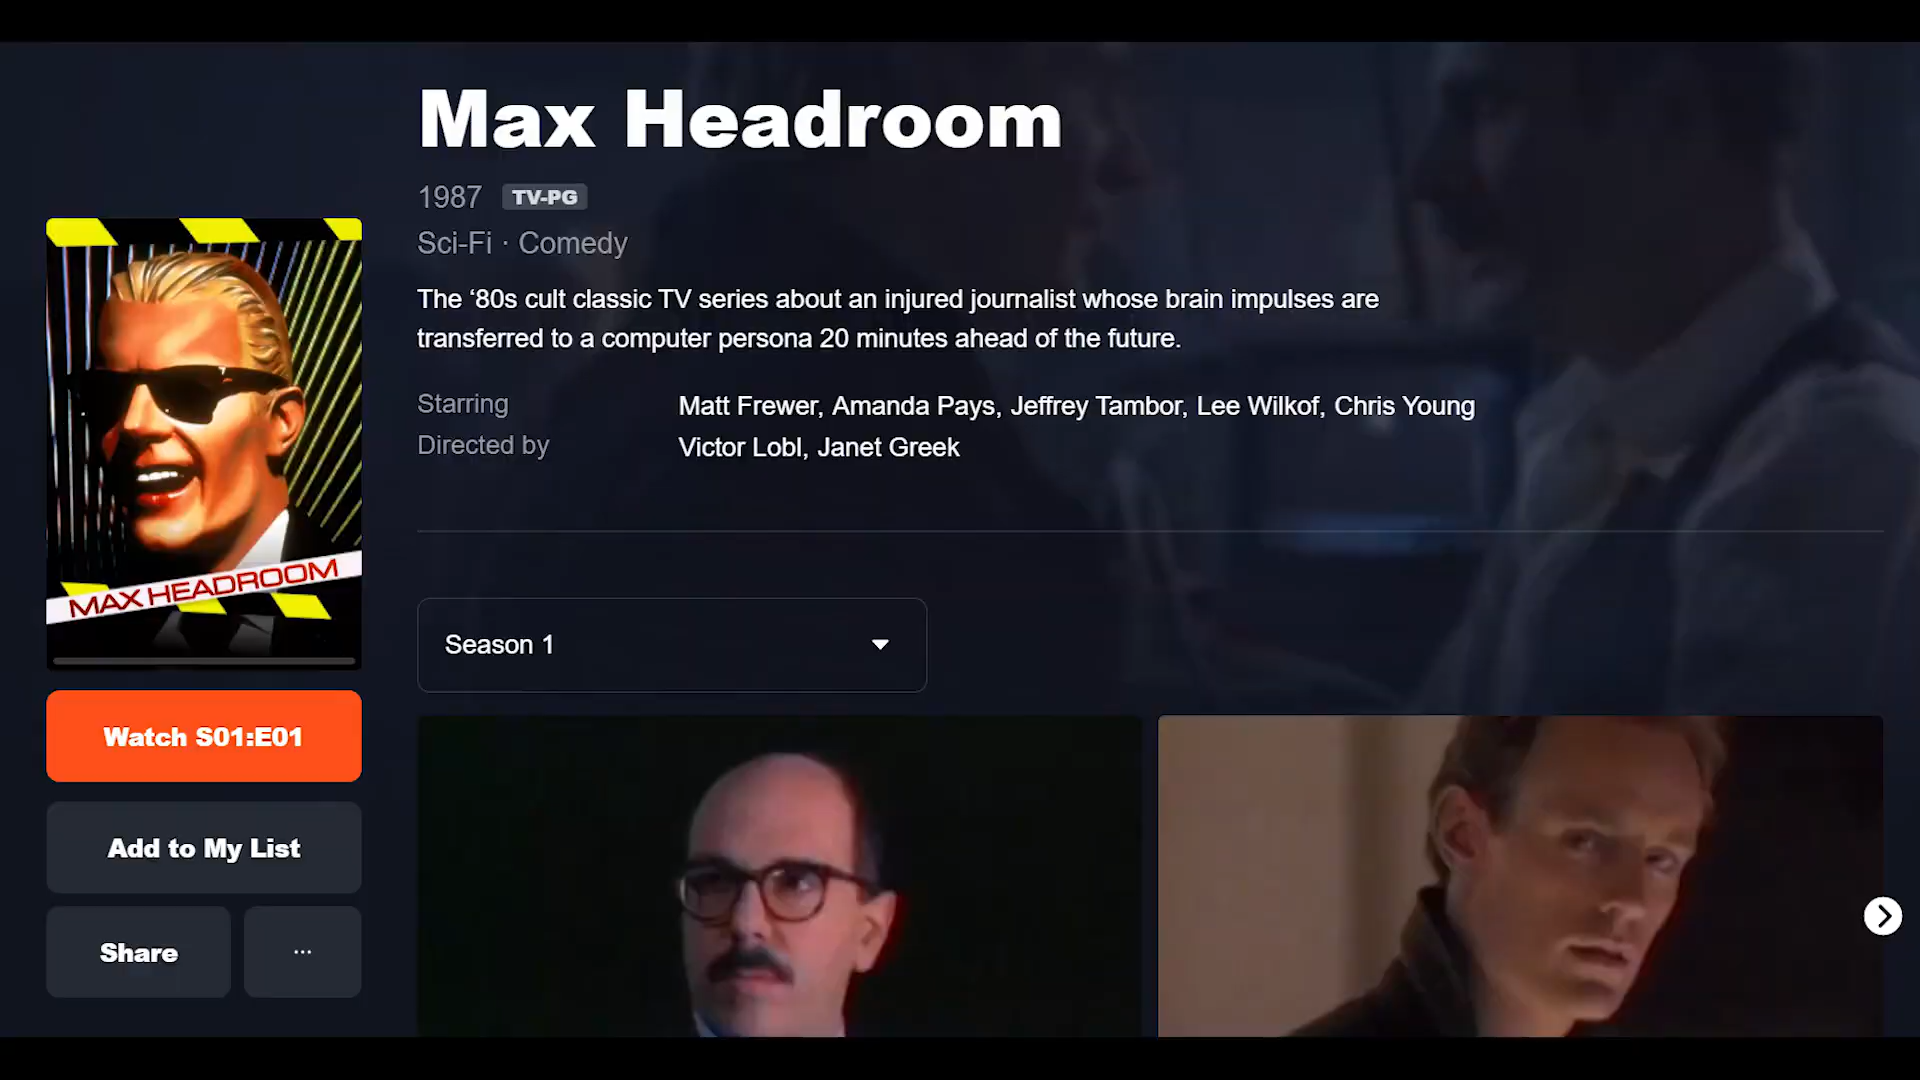 Max Headroom
1987 TV-PG
Sci-Fi · Comedy
The ‘80s cult classic TV series about an injured journalist whose brain impulses are
transferred to a computer persona 20 minutes ahead of the future.
Starring Matt Frewer, Amanda Pays, Jeffrey Tambor, Lee Wilkof, Chris Young
Directed by Victor Lobl, Janet Greek
MAX HEADROOM
Season 1
Watch S01:E01
Add to My List
Share ...